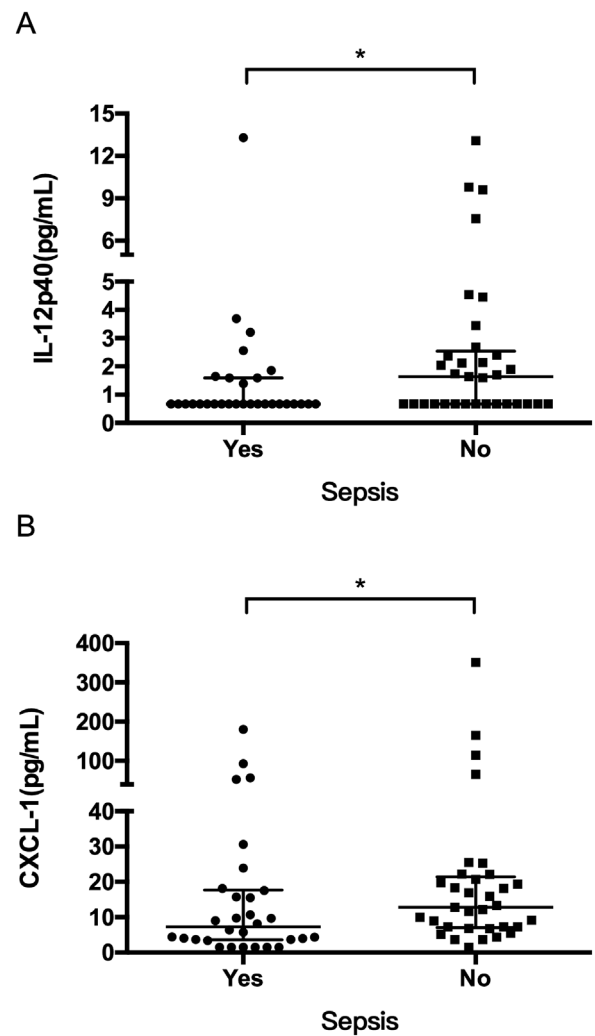 A
*
15
12
9
6
5
4
3
2
1
0
IL-12p40(pg/mL)
Yes No
Sepsis
B
*
400
300
200
100
40
30
20
10
0
CXCL-1(pg/mL)
Yes No
Sepsis